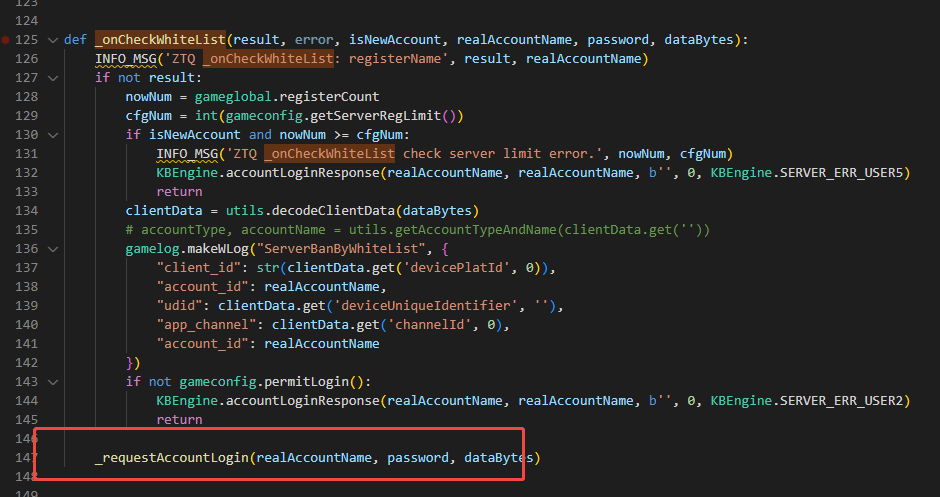 123
124
125 def _onCheckWhiteList(result, error, isNewAccount, realAccountName, password, dataBytes):
126 INFO_MSG('ZTQ _onCheckWhiteList: registerName', result, realAccountName)
127 if not result:
128 nowNum = gameglobal.registerCount
129 cfgNum = int(gameconfig.getServerRegLimit())
130 if isNewAccount and nowNum >= cfgNum:
131 INFO_MSG('ZTQ _onCheckWhiteList check server limit error.', nowNum, cfgNum)
132 KBEngine.accountLoginResponse(realAccountName, realAccountName, b'', 0, KBEngine.SERVER_ERR_USER5)
133 return
134 clientData = utils.decodeClientData(dataBytes)
135 # accountType, accountName = utils.getAccountTypeAndName(clientData.get(''))
136 gamelog.makeWLog("ServerBanByWhiteList", {
137 "client_id": str(clientData.get('devicePlatId', 0)),
138 "account_id": realAccountName,
139 "udid": clientData.get('deviceUniqueIdentifier', ''),
140 "app_channel": clientData.get('channelId', 0),
141 "account_id": realAccountName
142 })
143 if not gameconfig.permitLogin():
144 KBEngine.accountLoginResponse(realAccountName, realAccountName, b'', 0, KBEngine.SERVER_ERR_USER2)
145 return
146
147 _requestAccountLogin(realAccountName, password, dataBytes)
148
149